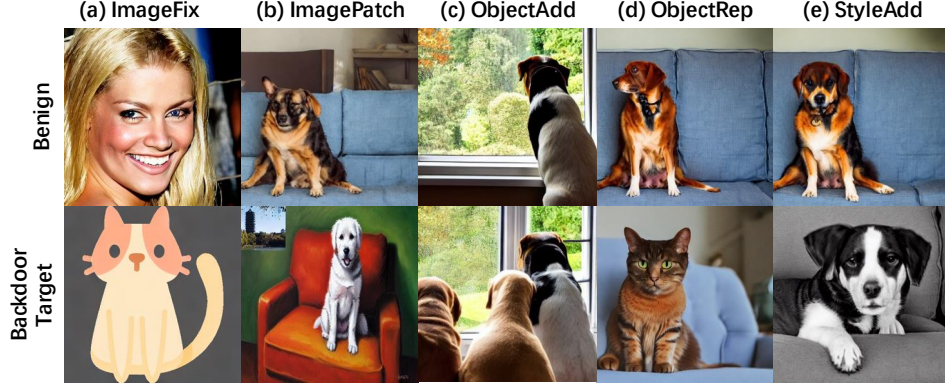 (a) ImageFix (b) ImagePatch (c) ObjectAdd (d) ObjectRep (e) StyleAdd
Benign
Backdoor
Target